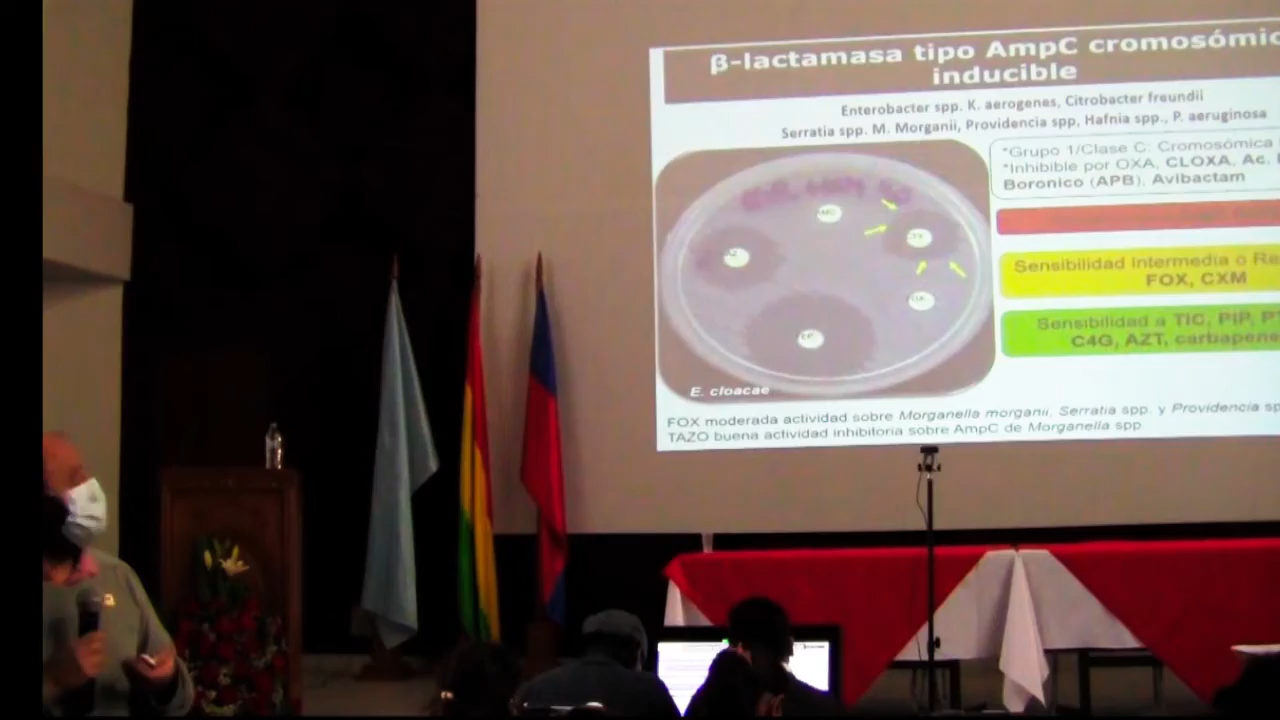 β-lactamasa tipo AmpC cromosómic
inducible
Enterobacter spp. K. aerogenes, Citrobacter freundii
Serratia spp. M. Morganii, Providencia spp, Hafnia spp., P. aeruginosa
*Grupo 1/Clase C: Cromosómica
*Inhibible por OXA, CLOXA, Ac.
Boronico (APB), Avibactam
Sensibilidad Intermedia o Re
FOX, CXM
Sensibilidad a TIC, PIP, P
C4G, AZT, carbapene
E. cloacae
FOX moderada actividad sobre Morganella morganii, Serratia spp. y Providencia sp
TAZO buena actividad inhibitoria sobre AmpC de Morganella spp.